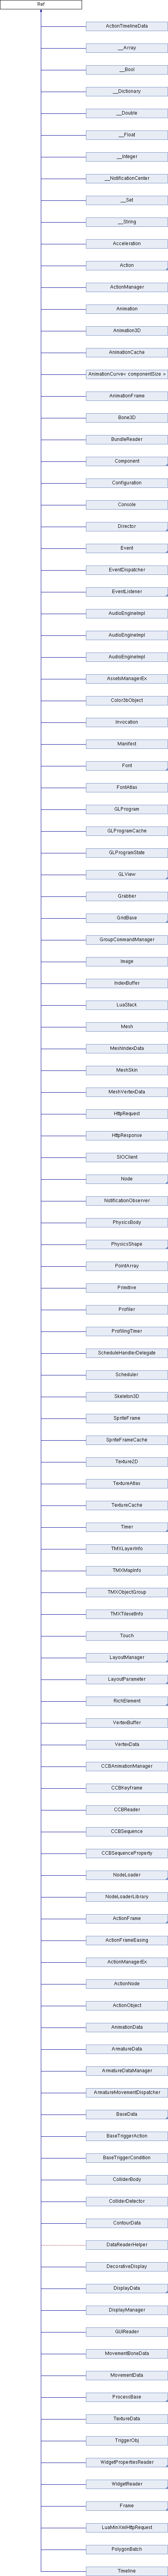 Ref
ActionTimelineData
__Array
__Bool
__Dictionary
__Double
__Float
__Integer
__NotificationCenter
__Set
__String
Acceleration
Action
ActionManager
Animation
Animation3D
AnimationCache
AnimationCurve< componentSize >
AnimationFrame
Bone3D
BundleReader
Component
Configuration
Console
Director
Event
EventDispatcher
EventListener
AudioEngineImpl
AudioEngineImpl
AudioEngineImpl
AssetsManagerEx
Color3bObject
Invocation
Manifest
Font
FontAtlas
GLProgram
GLProgramCache
GLProgramState
GLView
Grabber
GridBase
GroupCommandManager
Image
IndexBuffer
LuaStack
Mesh
MeshIndexData
MeshSkin
MeshVertexData
HttpRequest
HttpResponse
SIOClient
Node
NotificationObserver
PhysicsBody
PhysicsShape
PointArray
Primitive
Profiler
ProfilingTimer
ScheduleHandlerDelegate
Scheduler
Skeleton3D
SpriteFrame
SpriteFrameCache
Texture2D
TextureAtlas
TextureCache
Timer
TMXLayerInfo
TMXMapInfo
TMXObjectGroup
TMXTilesetInfo
Touch
LayoutManager
LayoutParameter
RichElement
VertexBuffer
VertexData
CCBAnimationManager
CCBKeyframe
CCBReader
CCBSequence
CCBSequenceProperty
NodeLoader
NodeLoaderLibrary
ActionFrame
ActionFrameEasing
ActionManagerEx
ActionNode
ActionObject
AnimationData
ArmatureData
ArmatureDataManager
ArmatureMovementDispatcher
BaseData
BaseTriggerAction
BaseTriggerCondition
ColliderBody
ColliderDetector
ContourData
DataReaderHelper
DecorativeDisplay
DisplayData
DisplayManager
GUIReader
MovementBoneData
MovementData
ProcessBase
TextureData
TriggerObj
WidgetPropertiesReader
WidgetReader
Frame
LuaMinXmlHttpRequest
PolygonBatch
Timeline